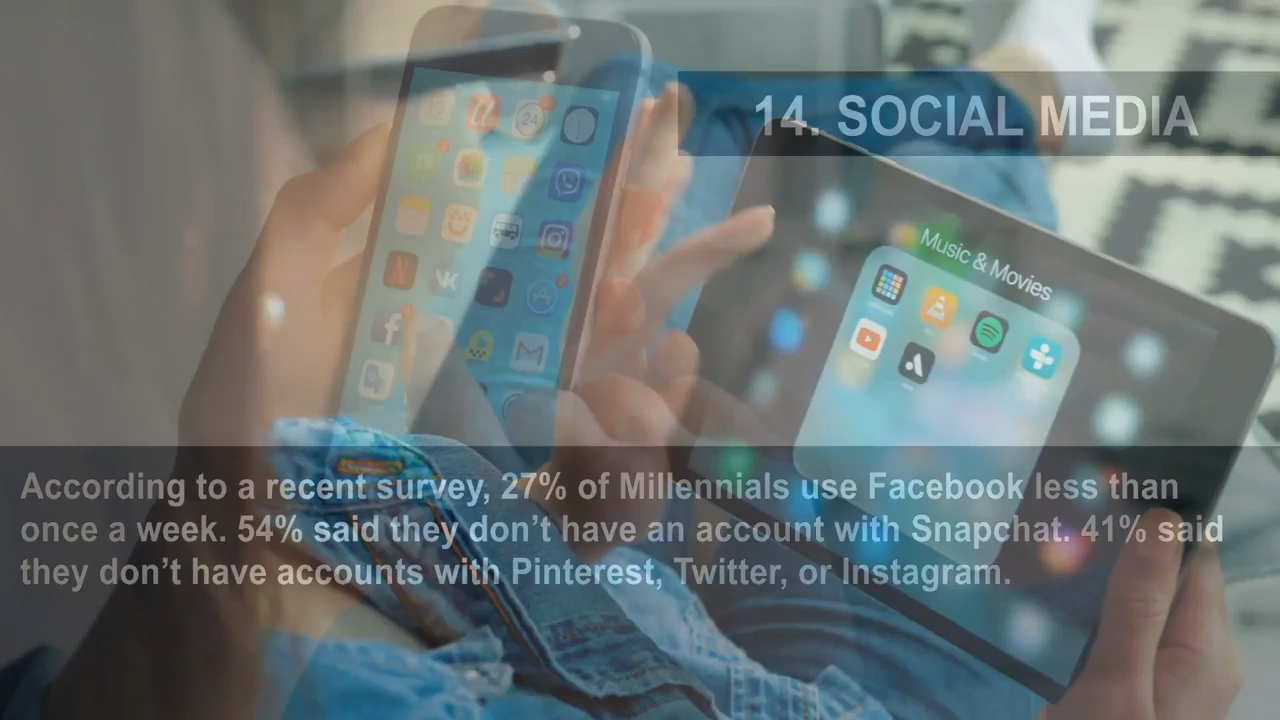 14. SOCIAL MEDIA
12
24
Music & Movies
According to a recent survey, 27% of Millennials use Facebook less than
once a week. 54% said they don’t have an account with Snapchat. 41% said
they don’t have accounts with Pinterest, Twitter, or Instagram.